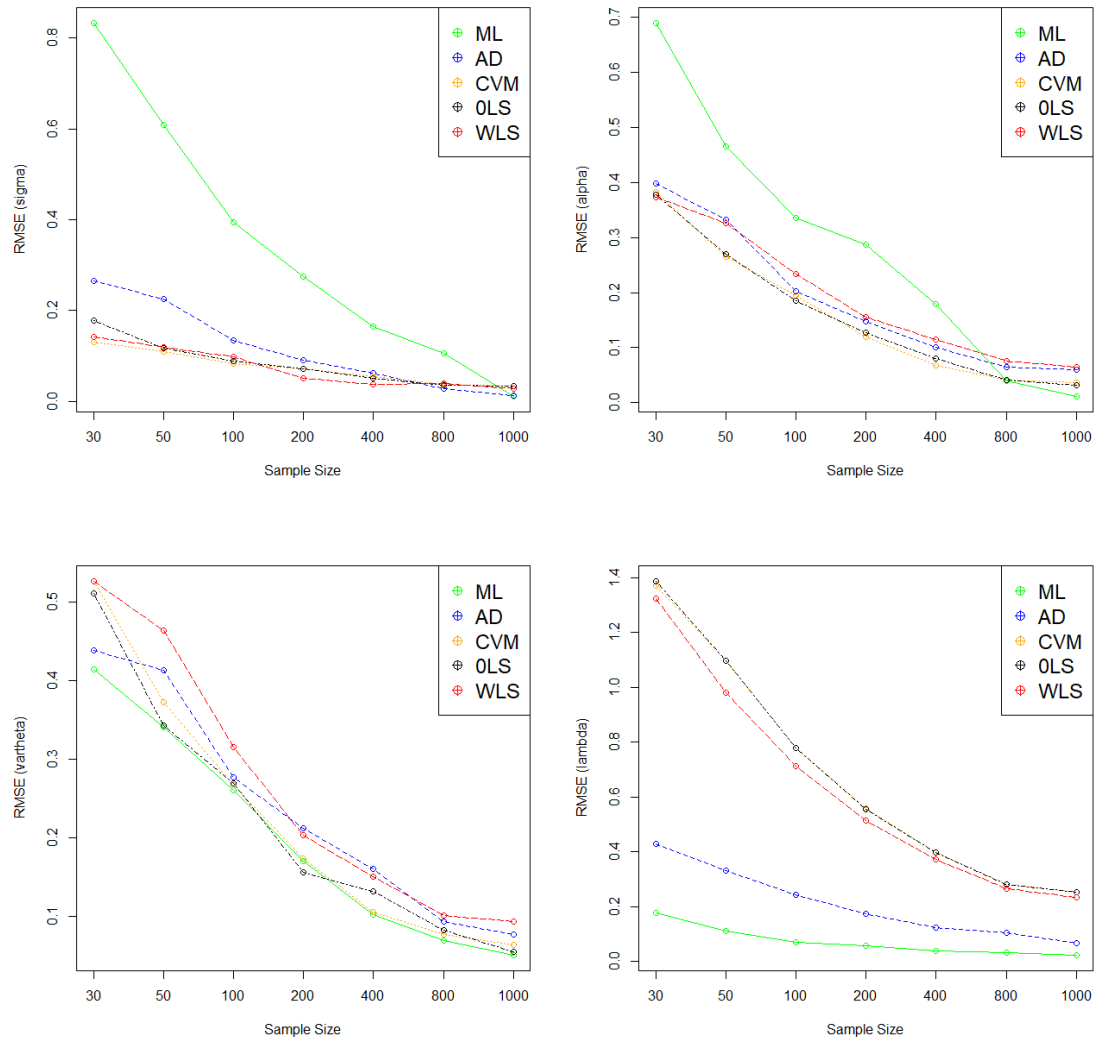 RMSE (sigma)
0.0 0.2 0.4 0.6 0.8
30 50 100 200 400 800 1000
Sample Size
ML
AD
CVM
0LS
WLS
RMSE (alpha)
0.0 0.1 0.2 0.3 0.4 0.5 0.6 0.7
30 50 100 200 400 800 1000
Sample Size
ML
AD
CVM
0LS
WLS
RMSE (vartheta)
0.1 0.2 0.3 0.4 0.5
30 50 100 200 400 800 1000
Sample Size
ML
AD
CVM
0LS
WLS
RMSE (lambda)
0.0 0.2 0.4 0.6 0.8 1.0 1.2 1.4
30 50 100 200 400 800 1000
Sample Size
ML
AD
CVM
0LS
WLS